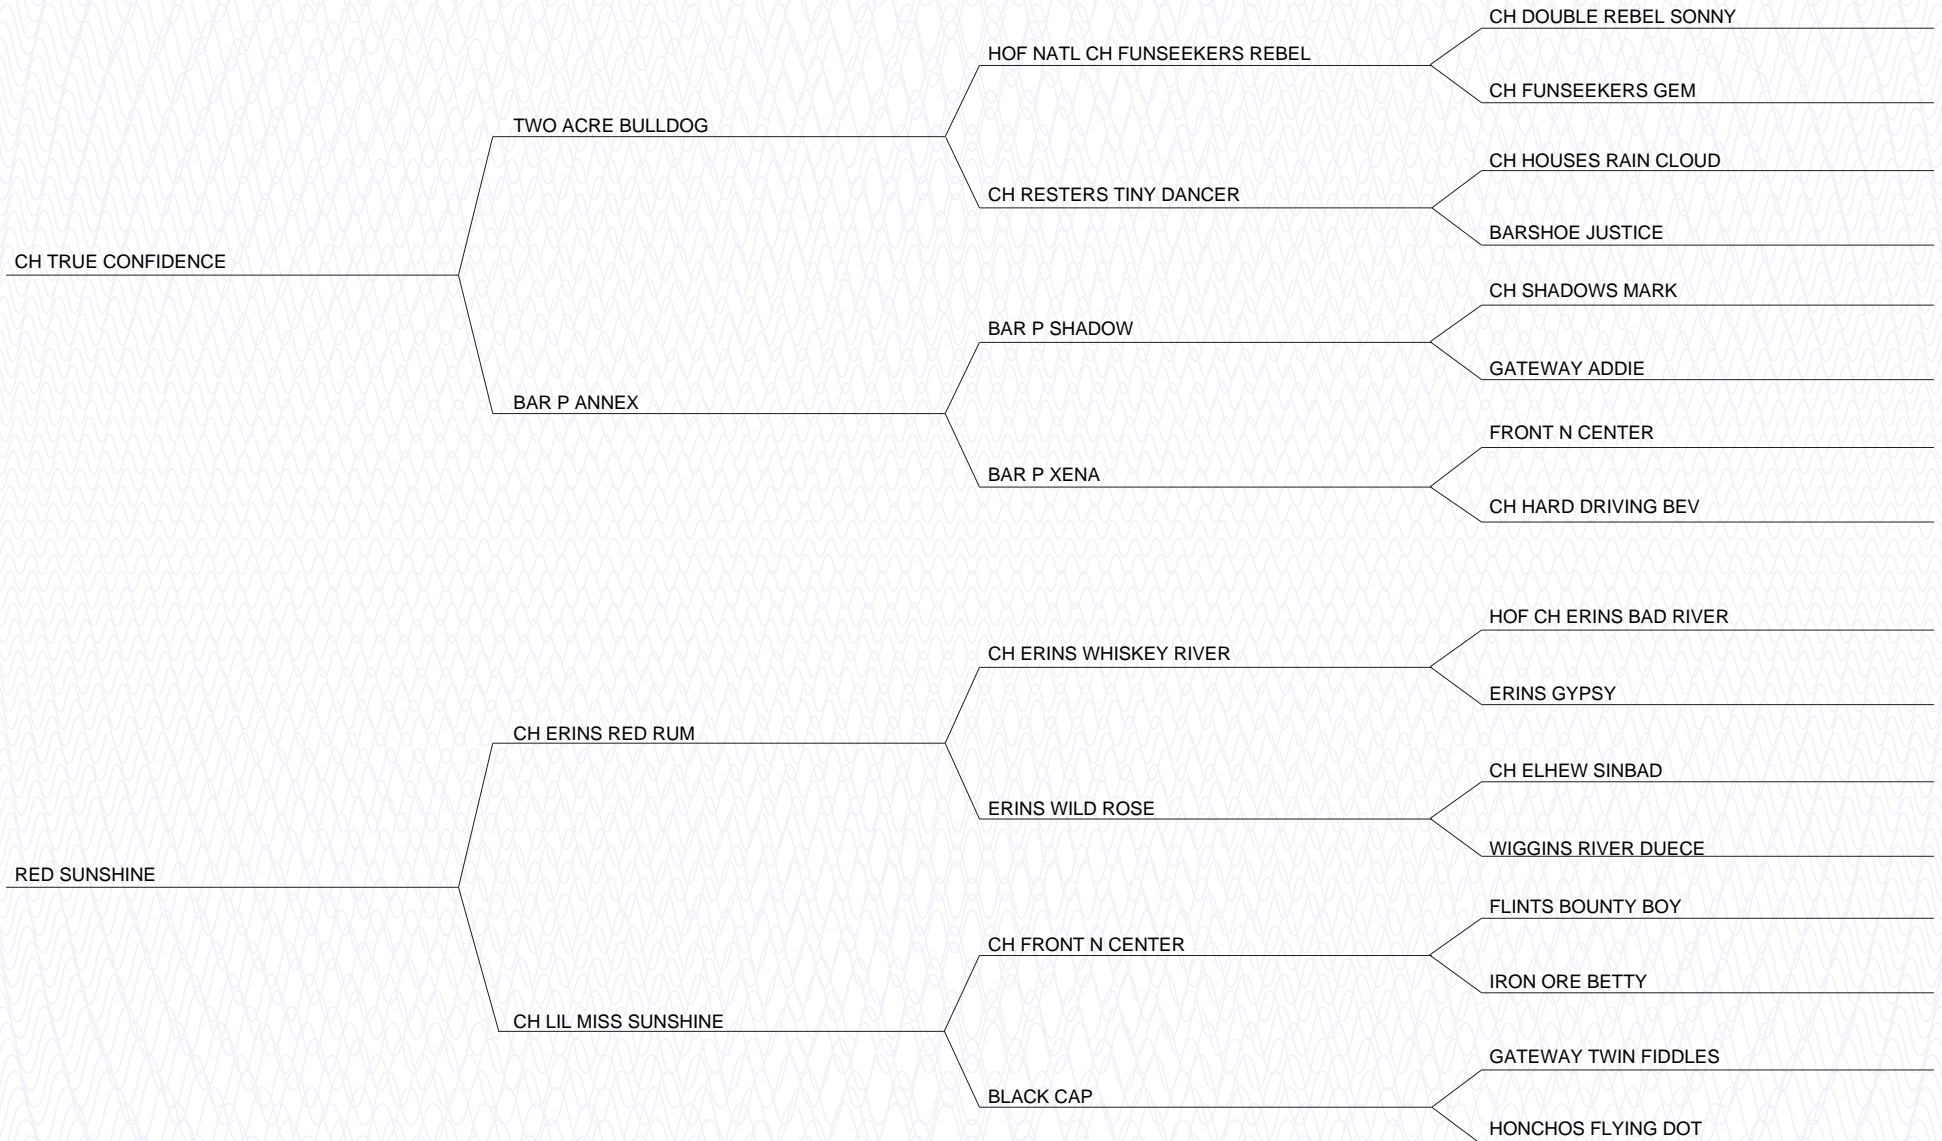 CH DOUBLE REBEL SONNY
HOF NATL CH FUNSEEKERS REBEL
CH FUNSEEKERS GEM
TWO ACRE BULLDOG
CH HOUSES RAIN CLOUD
CH RESTERS TINY DANCER
BARSHOE JUSTICE
CH TRUE CONFIDENCE
CH SHADOWS MARK
BAR P SHADOW
GATEWAY ADDIE
BAR P ANNEX
FRONT N CENTER
BAR P XENA
CH HARD DRIVING BEV
HOF CH ERINS BAD RIVER
CH ERINS WHISKEY RIVER
ERINS GYPSY
CH ERINS RED RUM
CH ELHEW SINBAD
ERINS WILD ROSE
WIGGINS RIVER DUECE
RED SUNSHINE
FLINTS BOUNTY BOY
CH FRONT N CENTER
IRON ORE BETTY
CH LIL MISS SUNSHINE
GATEWAY TWIN FIDDLES
BLACK CAP
HONCHOS FLYING DOT